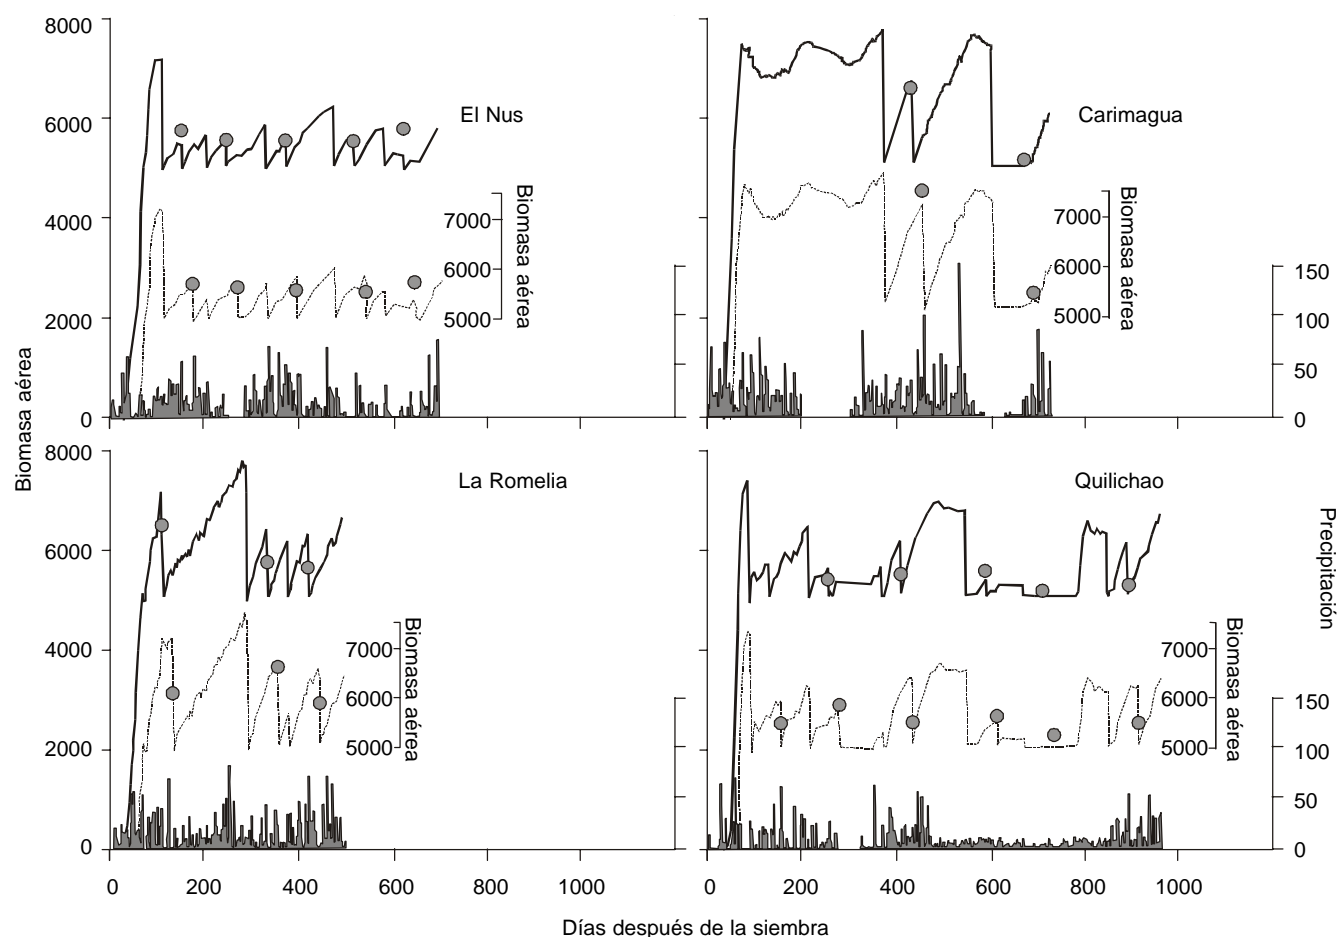 8000
6000
4000
2000
0
El Nus
Biomasa aérea
7000
6000
5000
Carimagua
Biomasa aérea
7000
6000
5000
150
100
50
0
Biomasa aérea
8000
6000
4000
2000
0
La Romelia
Biomasa aérea
7000
6000
5000
Quilichao
Biomasa aérea
7000
6000
5000
150
100
50
0
Precipitación
0 200 400 600 800 1000
0 200 400 600 800 1000
Días después de la siembra